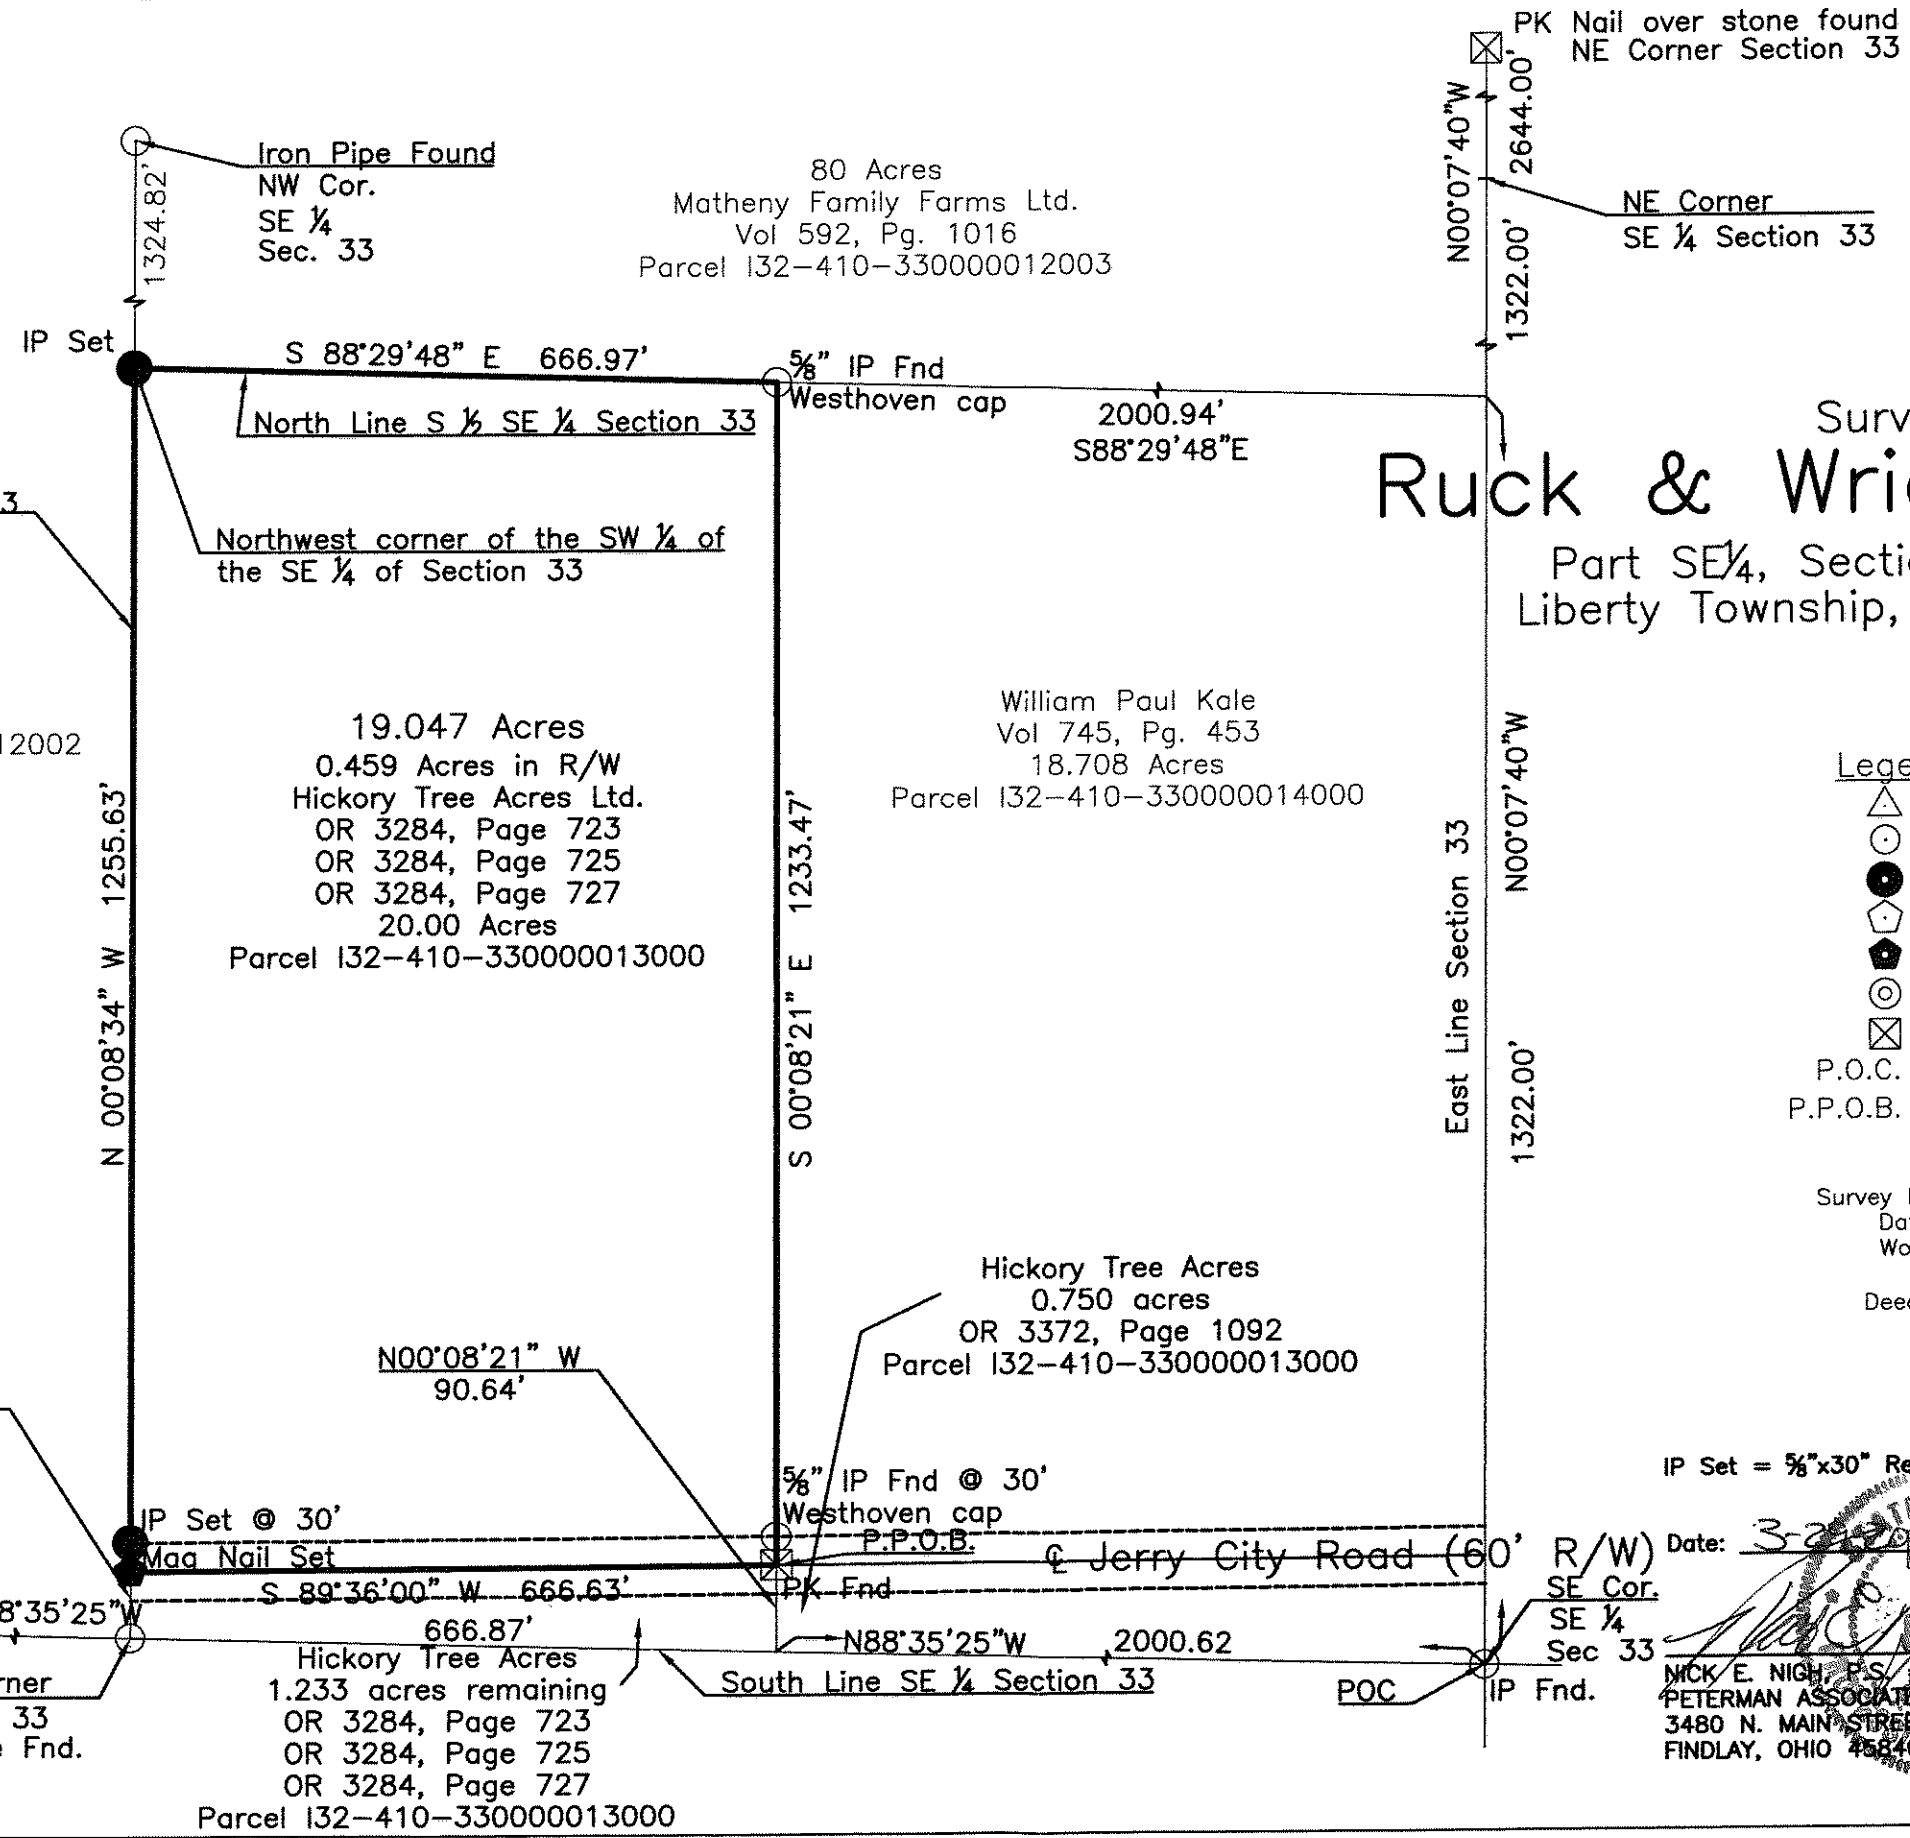 PK Nail over stone found
NE Corner Section 33
N00°07'40"W
2644.00'
Iron Pipe Found
NW Cor.
SE ¼
Sec. 33
1324.82'
80 Acres
Matheny Family Farms Ltd.
Vol 592, Pg. 1016
Parcel I32-410-330000012003
NE Corner
SE ¼ Section 33
1322.00'
IP Set
S 88°29'48" E 666.97'
⅝" IP Fnd
Westhoven cap
2000.94'
S88°29'48"E
North Line S ½ SE ¼ Section 33
Surv
Ruck & Wri
Part SE¼, Secti
Liberty Township,
3
Northwest corner of the SW ¼ of
the SE ¼ of Section 33
12002
19.047 Acres
0.459 Acres in R/W
Hickory Tree Acres Ltd.
OR 3284, Page 723
OR 3284, Page 725
OR 3284, Page 727
20.00 Acres
Parcel I32-410-330000013000
N 00°08'34" W 1255.63'
S 00°08'21" E 1233.47'
William Paul Kale
Vol 745, Pg. 453
18.708 Acres
Parcel I32-410-330000014000
East Line Section 33
N00°07'40"W
1322.00'
Lege
P.O.C.
P.P.O.B.
Survey
Da
Wo
Deed
Hickory Tree Acres
0.750 acres
OR 3372, Page 1092
Parcel I32-410-330000013000
N00°08'21" W
90.64'
⅝" IP Fnd @ 30'
Westhoven cap
P.P.O.B.
IP Set @ 30'
Mag Nail Set
℄ Jerry City Road (60' R/W)
PK Fnd
S 89°36'00" W 666.63'
8°35'25"W
666.87'
N88°35'25"W 2000.62
South Line SE ¼ Section 33
SE Cor.
SE ¼
Sec 33
POC
IP Fnd.
Hickory Tree Acres
1.233 acres remaining
OR 3284, Page 723
OR 3284, Page 725
OR 3284, Page 727
Parcel I32-410-330000013000
rner
33
Fnd.
IP Set = ⅝"x30" Re
Date:
NICK E. NIGH, P.S.
PETERMAN ASSOCIATE
3480 N. MAIN STREE
FINDLAY, OHIO 45840